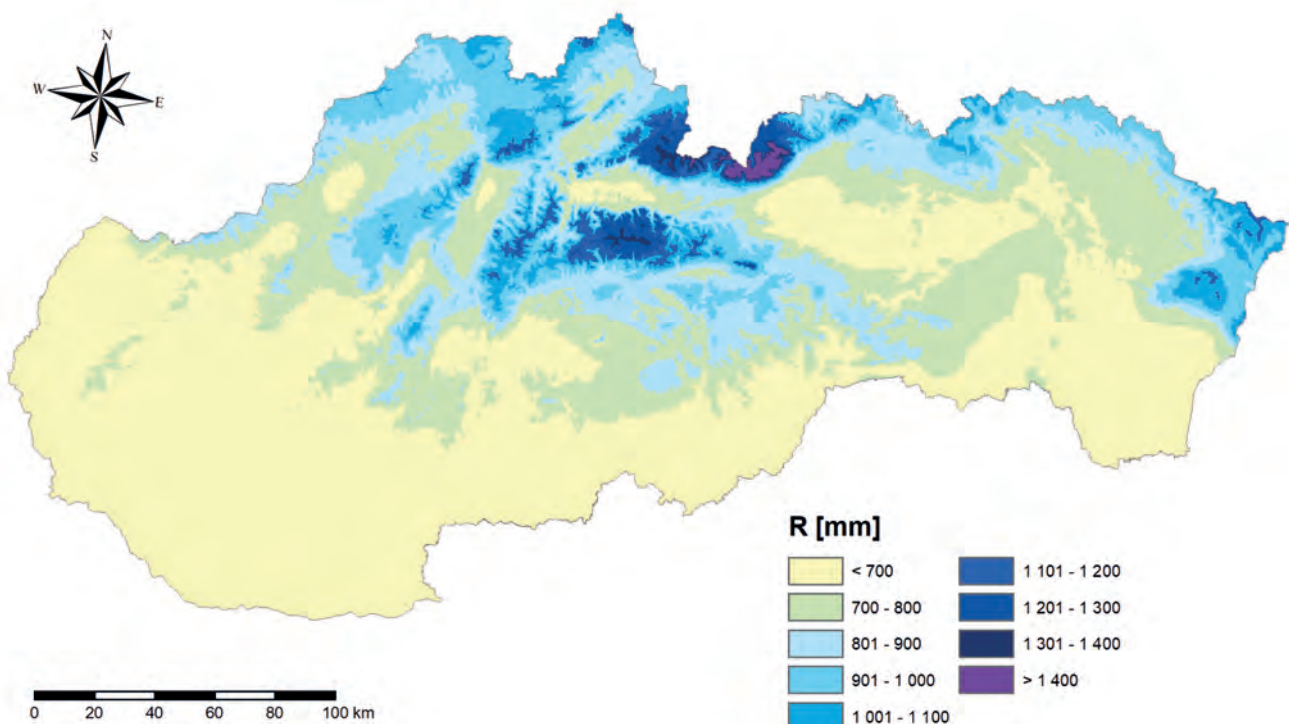 N
W
E
S
R [mm]
< 700
700 - 800
801 - 900
901 - 1 000
1 001 - 1 100
1 101 - 1 200
1 201 - 1 300
1 301 - 1 400
> 1 400
0 20 40 60 80 100 km